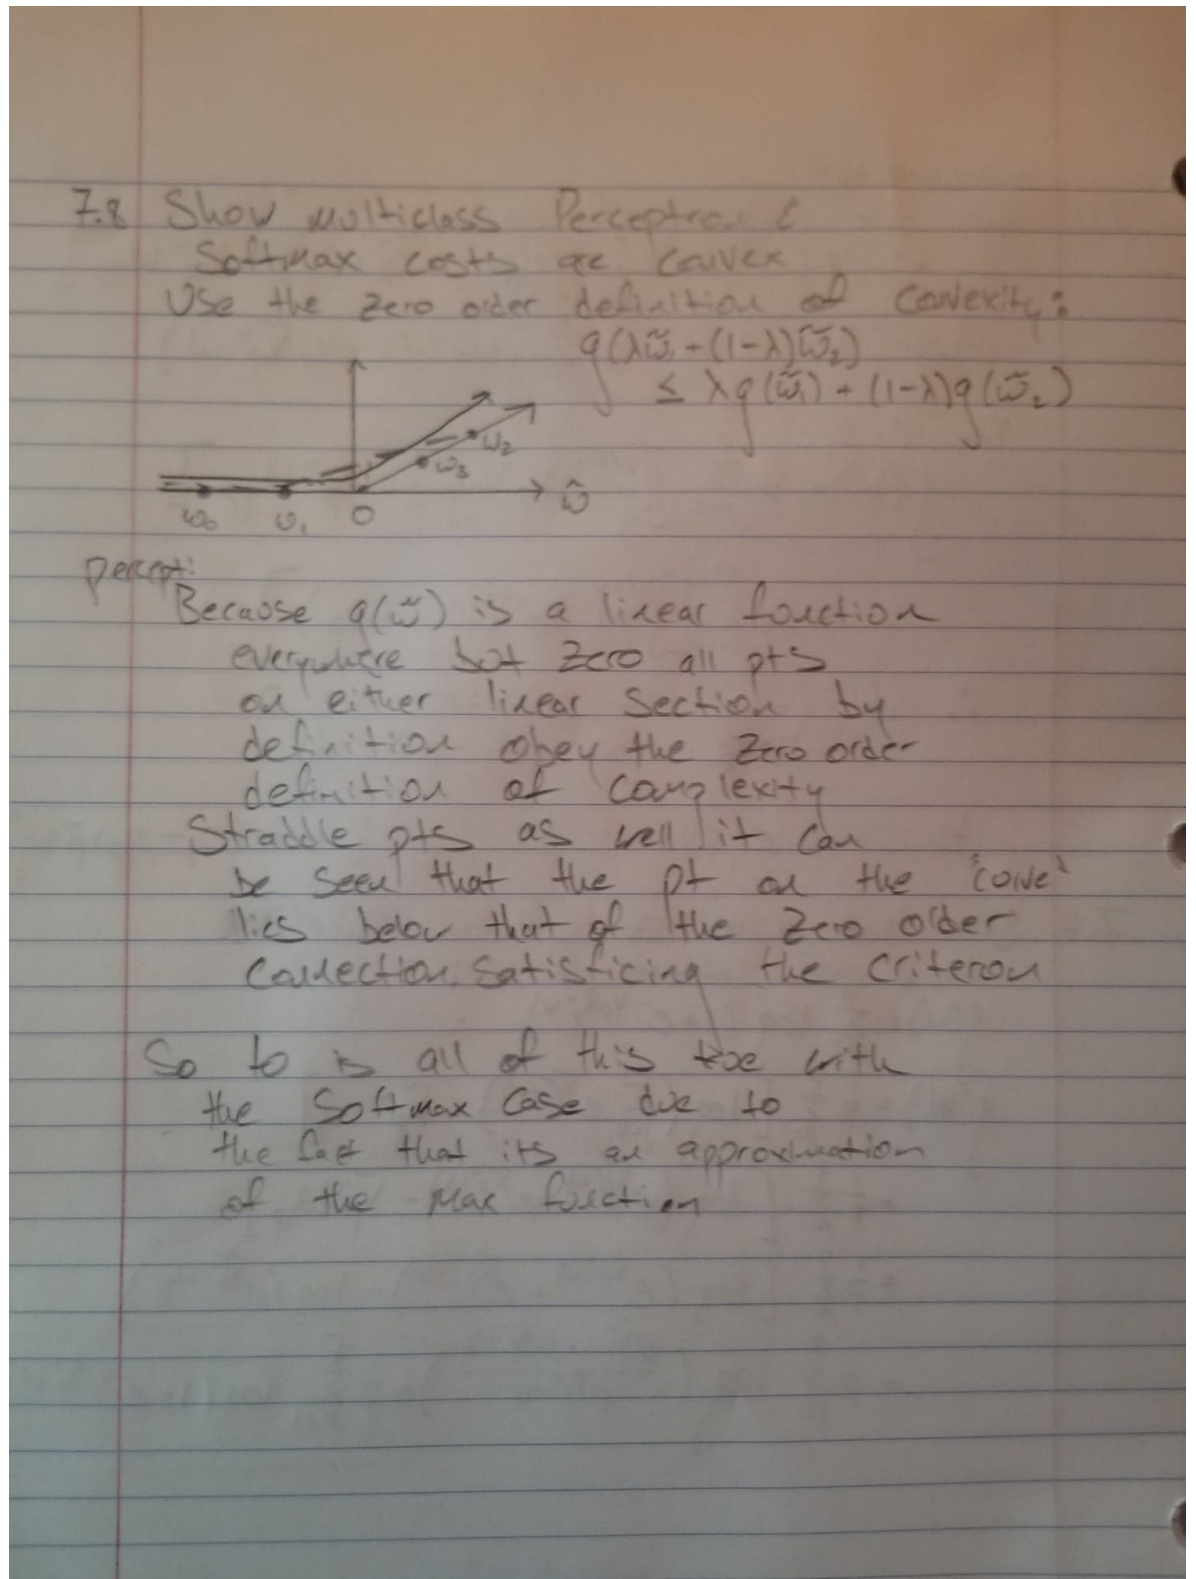 7.8 Show multiclass Perceptron &
Softmax costs are convex
Use the zero order definition of convexity:
g(λw̃₁ + (1-λ)w̃₂)
≤ λg(w̃₁) + (1-λ)g(w̃₂)
w₂
w₃
w̃
w₀ w₁ 0
percept:
Because g(w̃) is a linear function
everywhere but zero all pts
on either linear section by
definition obey the zero order
definition of complexity
Straddle pts as well it can
be seen that the pt on the
lies below that of the zero order
connection. satisficing the criteron
So to is all of this true with
the Softmax case due to
the fact that its an approximation
of the max function